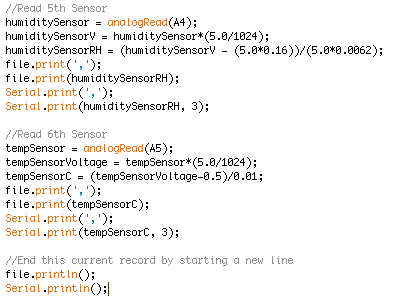 //Read 5th Sensor
humiditySensor = analogRead(A4);
humiditySensorV = humiditySensor*(5.0/1024);
humiditySensorRH = (humiditySensorV - (5.0*0.16))/(5.0*0.0062);
file.print(',');
file.print(humiditySensorRH);
Serial.print(',');
Serial.print(humiditySensorRH, 3);

//Read 6th Sensor
tempSensor = analogRead(A5);
tempSensorVoltage = tempSensor*(5.0/1024);
tempSensorC = (tempSensorVoltage-0.5)/0.01;
file.print(',');
file.print(tempSensorC);
Serial.print(',');
Serial.print(tempSensorC, 3);

//End this current record by starting a new line
file.println();
Serial.println();